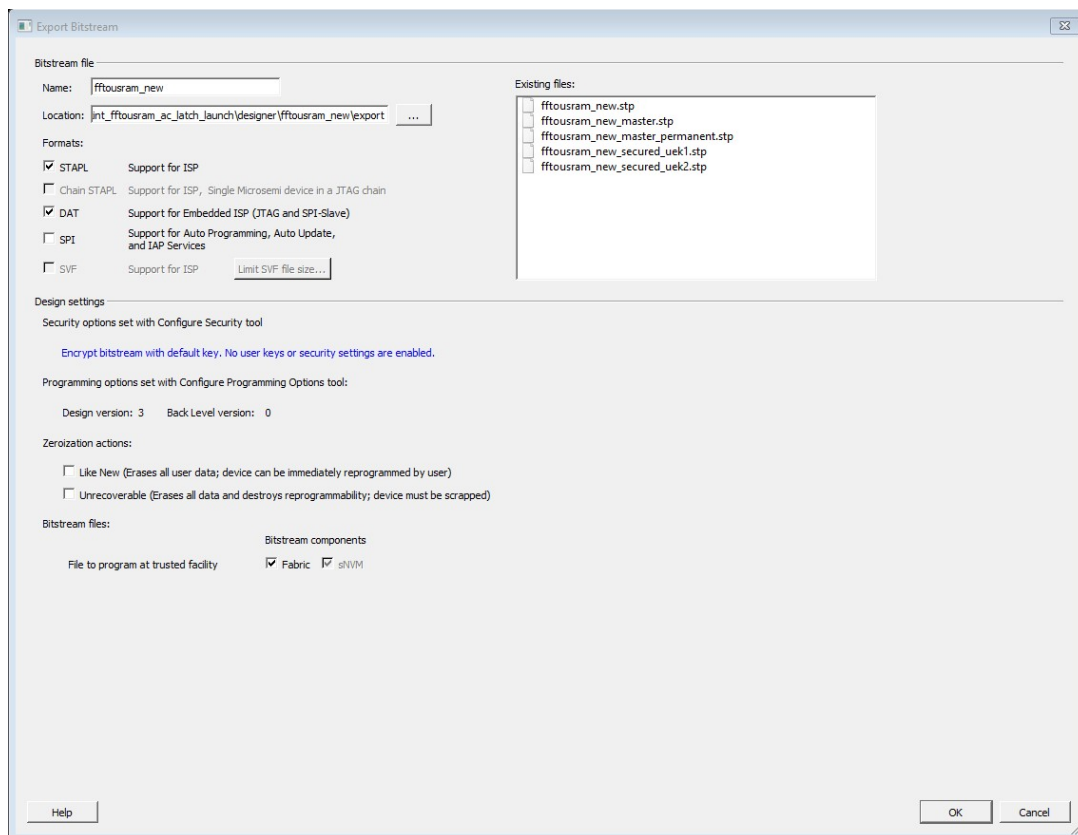 Export Bitstream
Bitstream file
Name: fftousram_new
Location: int_fftousram_ac_latch_launch\designer\fftousram_new\export ...
Formats:
STAPL Support for ISP
Chain STAPL Support for ISP, Single Microsemi device in a JTAG chain
DAT Support for Embedded ISP (JTAG and SPI-Slave)
SPI Support for Auto Programming, Auto Update,
and IAP Services
SVF Support for ISP Limit SVF file size...
Existing files:
fftousram_new.stp
fftousram_new_master.stp
fftousram_new_master_permanent.stp
fftousram_new_secured_uek1.stp
fftousram_new_secured_uek2.stp
Design settings
Security options set with Configure Security tool
Encrypt bitstream with default key. No user keys or security settings are enabled.
Programming options set with Configure Programming Options tool:
Design version: 3 Back Level version: 0
Zeroization actions:
Like New (Erases all user data; device can be immediately reprogrammed by user)
Unrecoverable (Erases all data and destroys reprogrammability; device must be scrapped)
Bitstream files:
Bitstream components
File to program at trusted facility Fabric sNVM
Help OK Cancel